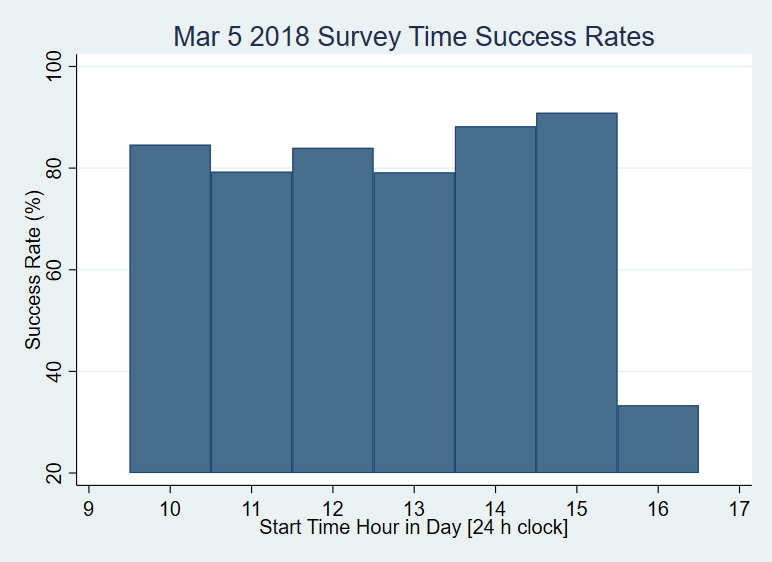 Mar 5 2018 Survey Time Success Rates
Success Rate (%)
100
80
60
40
20
9 10 11 12 13 14 15 16 17
Start Time Hour in Day [24 h clock]